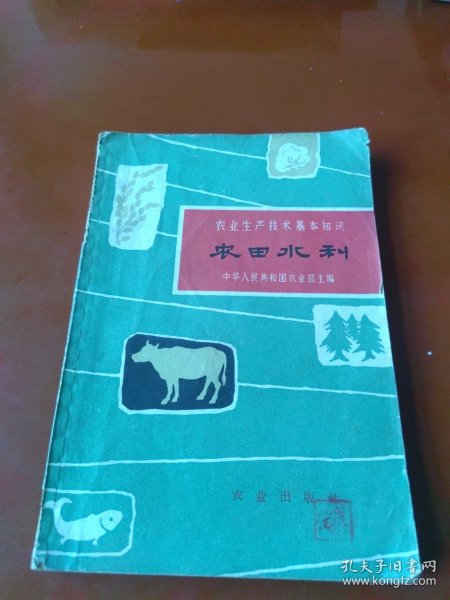 农业生产技术基本知识
农田水利
中华人民共和国农业部主编
农业出版社
孔夫子旧书网
www.kongfz.com